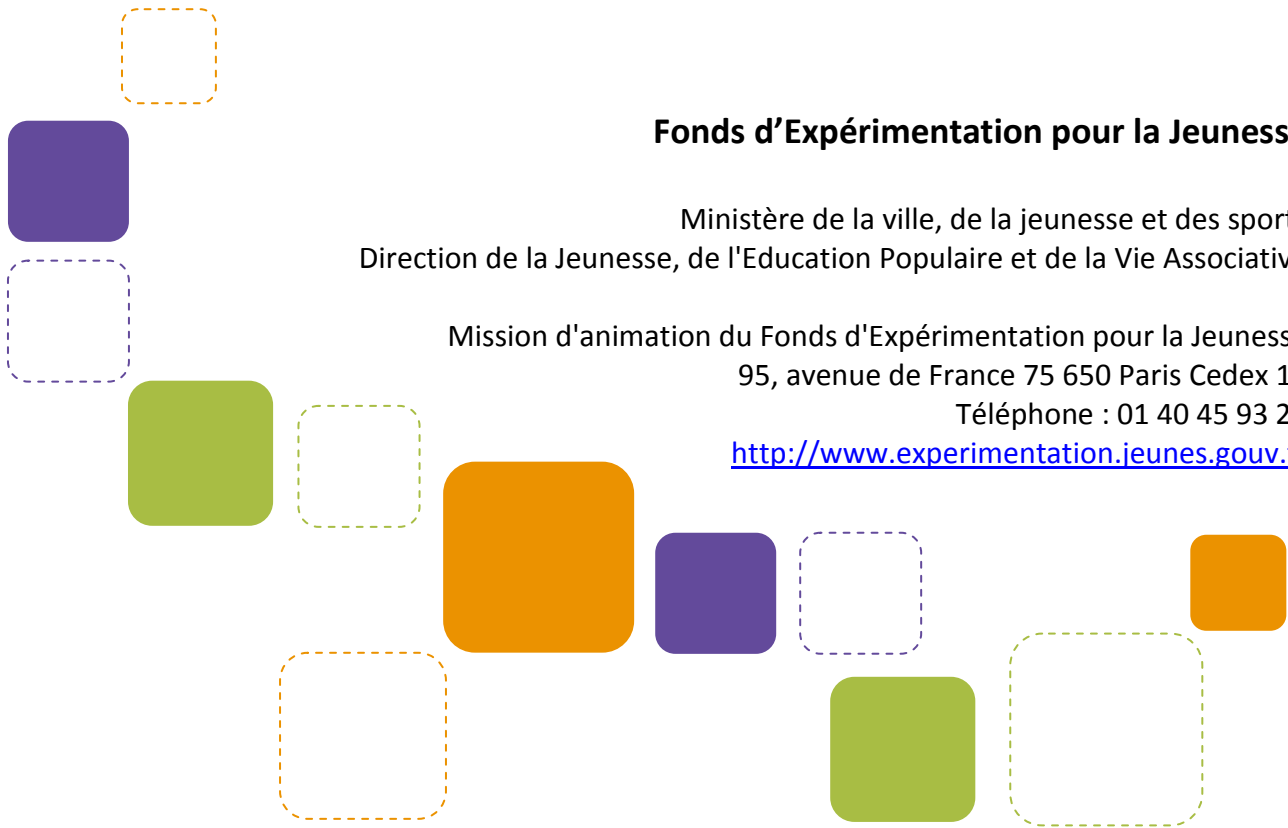 Fonds d’Expérimentation pour la Jeuness
Ministère de la ville, de la jeunesse et des sport
Direction de la Jeunesse, de l'Education Populaire et de la Vie Associativ
Mission d'animation du Fonds d'Expérimentation pour la Jeuness
95, avenue de France 75 650 Paris Cedex 1
Téléphone : 01 40 45 93 2
http://www.experimentation.jeunes.gouv.